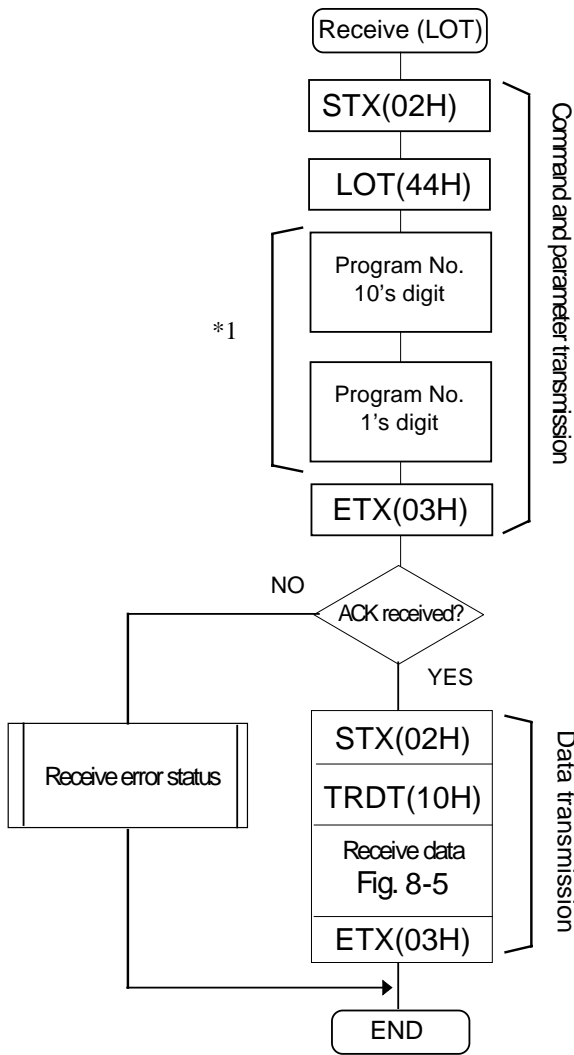 Receive (LOT)
STX(02H)
LOT(44H)
Program No.
10's digit
*1
Program No.
1's digit
ETX(03H)
Command and parameter transmission
ACK received?
NO
YES
Receive error status
STX(02H)
TRDT(10H)
Receive data
Fig. 8-5
ETX(03H)
Data transmission
END